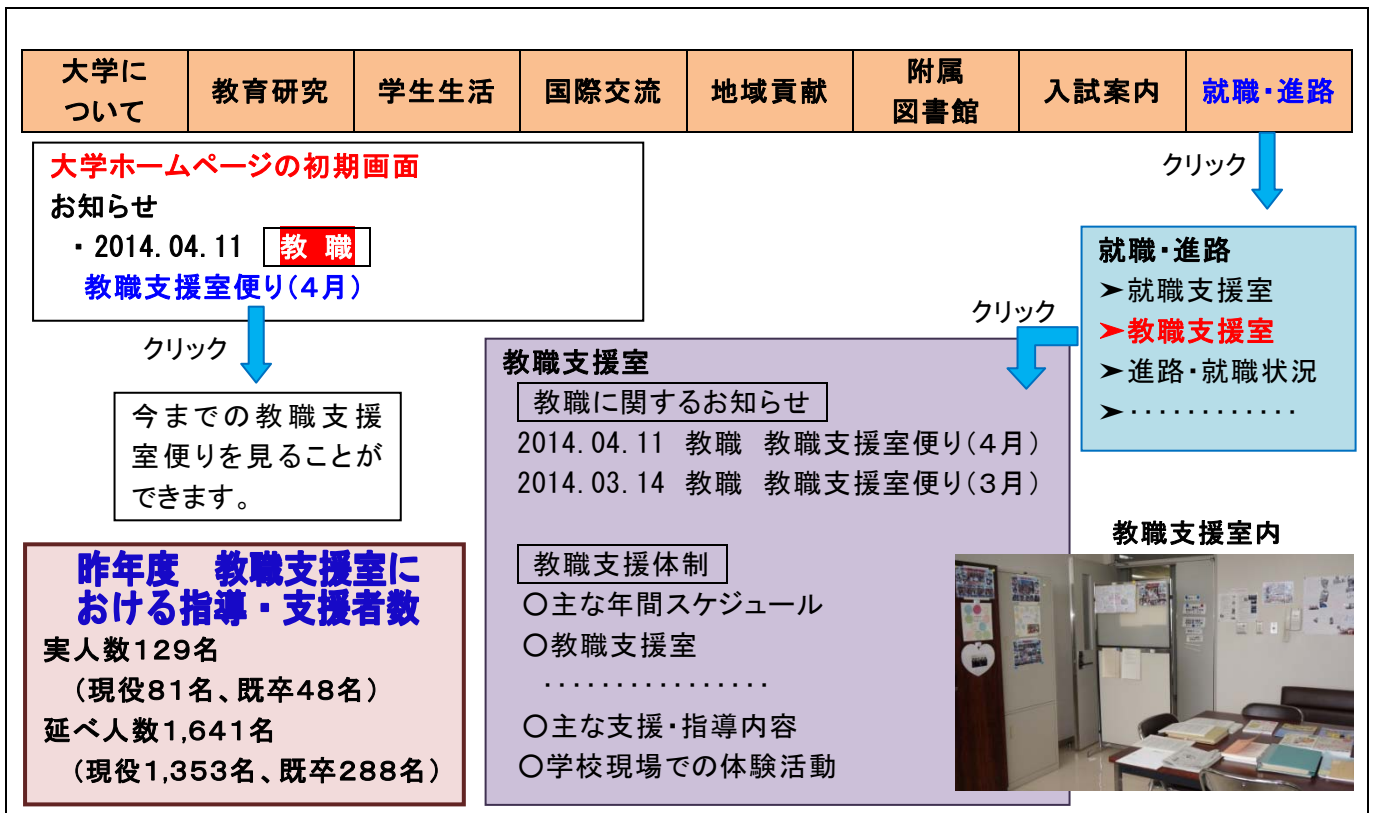 大学に
ついて
教育研究
学生生活
国際交流
地域貢献
附属
図書館
入試案内
就職・進路
大学ホームページの初期画面
お知らせ
・2014.04.11 教 職
教職支援室便り(4月)
クリック
今までの教職支援
室便りを見ることが
できます。
クリック
就職・進路
➤就職支援室
➤教職支援室
➤進路・就職状況
➤・・・・・・・・・・・・
クリック
教職支援室
教職に関するお知らせ
2014.04.11 教職 教職支援室便り(4月)
2014.03.14 教職 教職支援室便り(3月)
教職支援体制
○主な年間スケジュール
○教職支援室
・・・・・・・・・・・・・・・・
○主な支援・指導内容
○学校現場での体験活動
昨年度 教職支援室に
おける指導・支援者数
実人数129名
(現役81名、既卒48名)
延べ人数1,641名
(現役1,353名、既卒288名)
教職支援室内